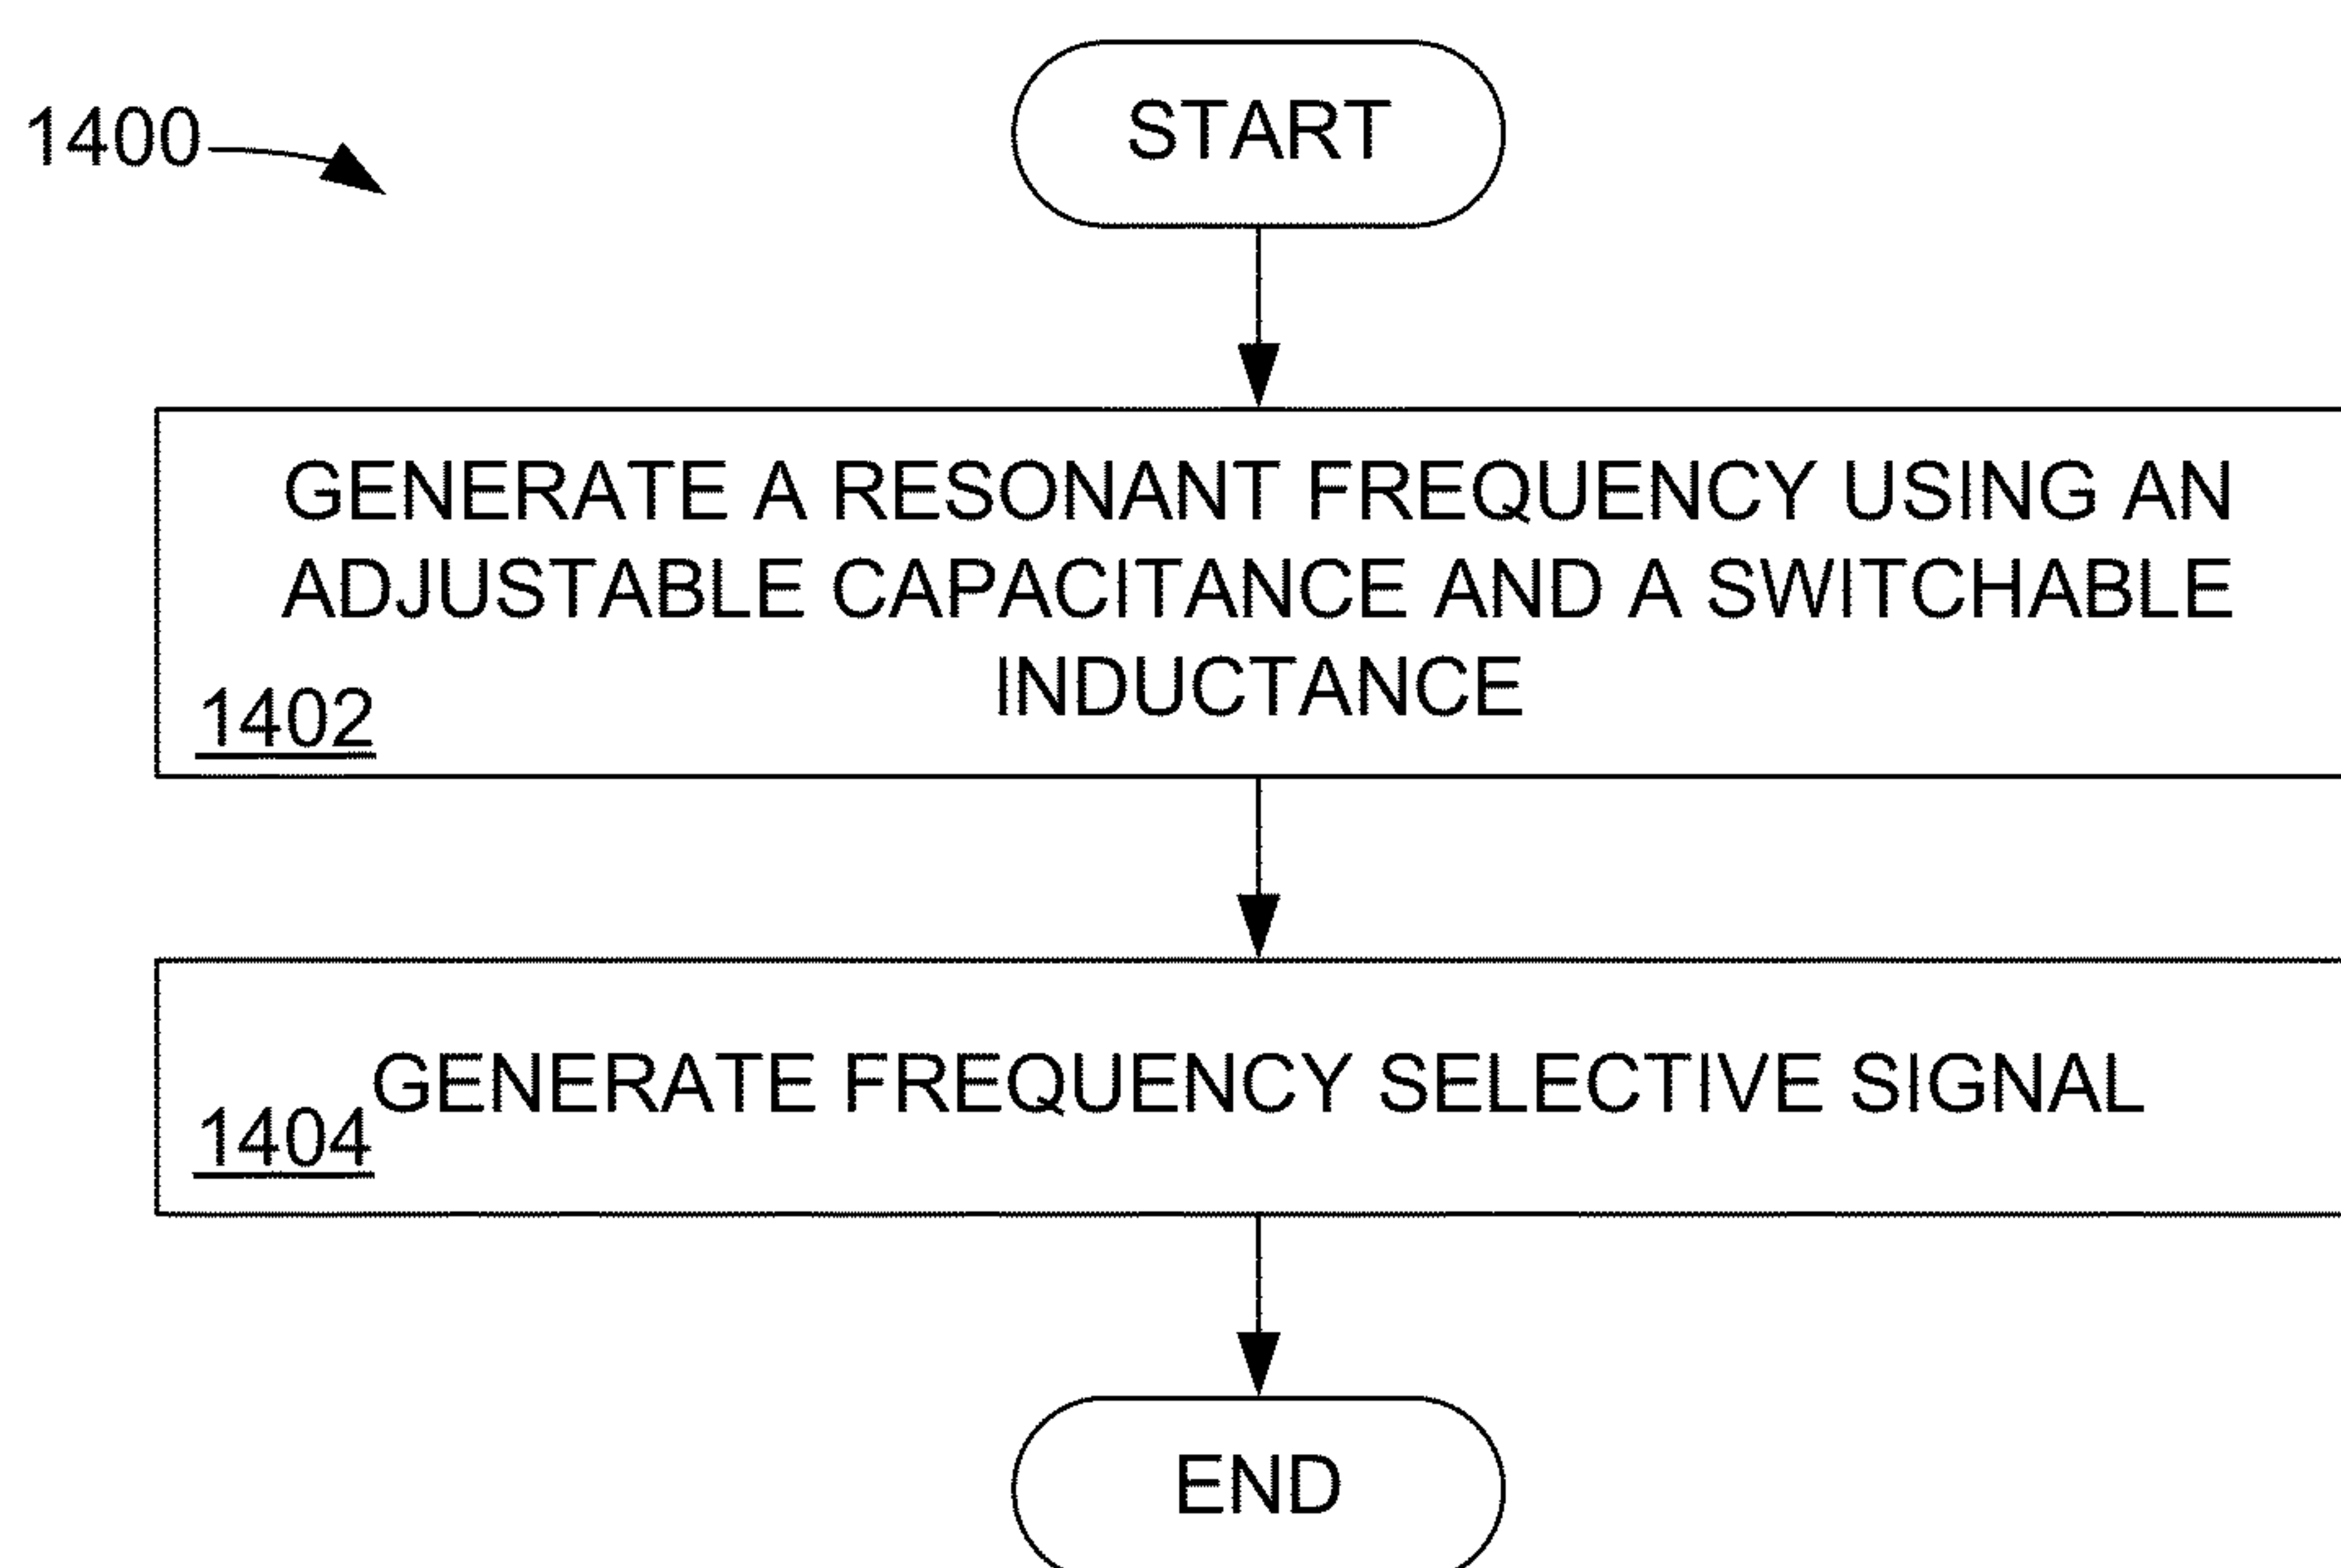 1400
START
GENERATE A RESONANT FREQUENCY USING AN
ADJUSTABLE CAPACITANCE AND A SWITCHABLE
INDUCTANCE
1402
GENERATE FREQUENCY SELECTIVE SIGNAL
1404
END